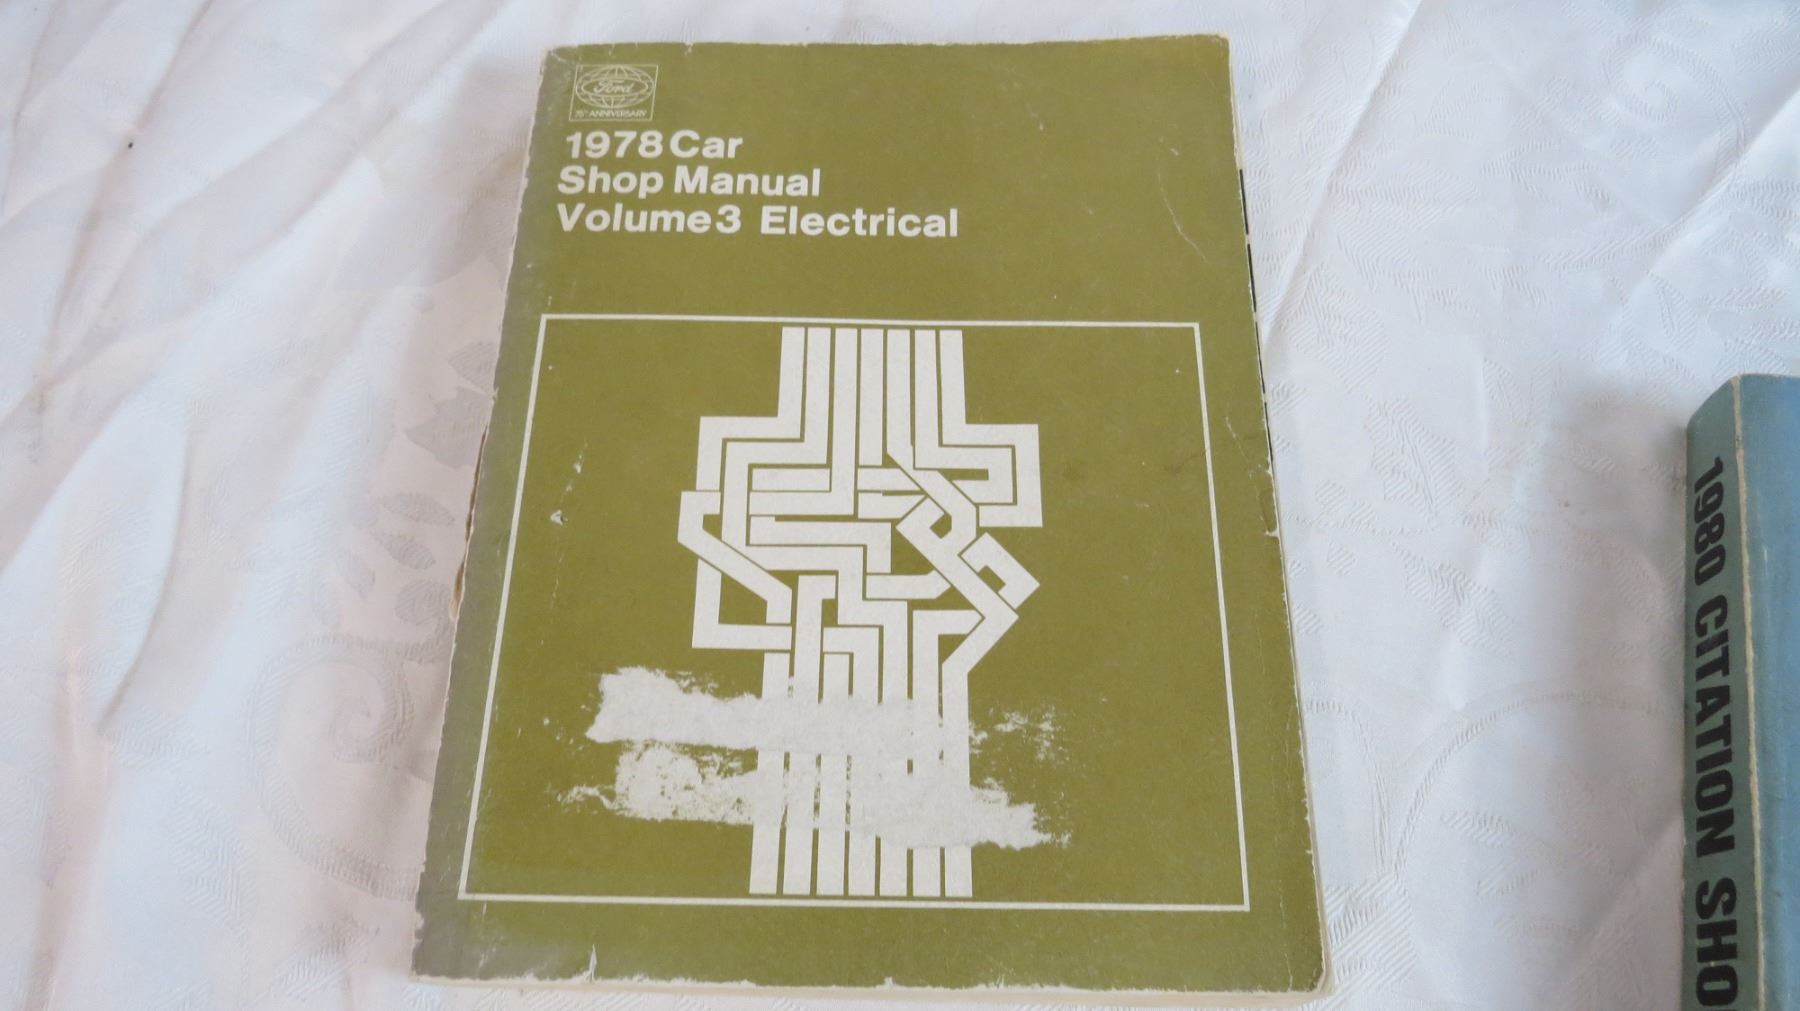 Ford
75TH ANNIVERSARY
1978 Car
Shop Manual
Volume 3 Electrical
1980 CITATION SHO